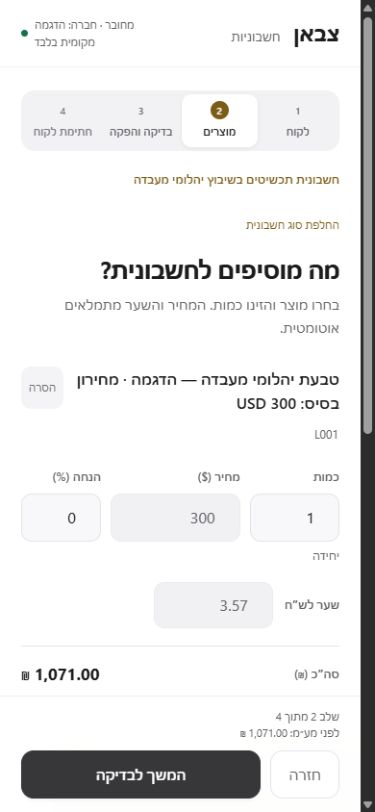 צבאן חשבוניות
מחובר · חברה: הדגמה
מקומית בלבד
1
לקוח
2
מוצרים
3
בדיקה והפקה
4
חתימת לקוח
חשבונית תכשיטים בשיבוץ יהלומי מעבדה
החלפת סוג חשבונית
מה מוסיפים לחשבונית?
בחרו מוצר והזינו כמות. המחיר והשער מתמלאים
אוטומטית.
טבעת יהלומי מעבדה — הדגמה · מחירון
בסיס: 300 USD
הסרה
L001
כמות
מחיר ($)
הנחה (%)
1
300
0
יחידה
שער לש״ח
3.57
סה״כ (₪)
1,071.00 ₪
שלב 2 מתוך 4
לפני מע״מ: 1,071.00 ₪
חזרה
המשך לבדיקה